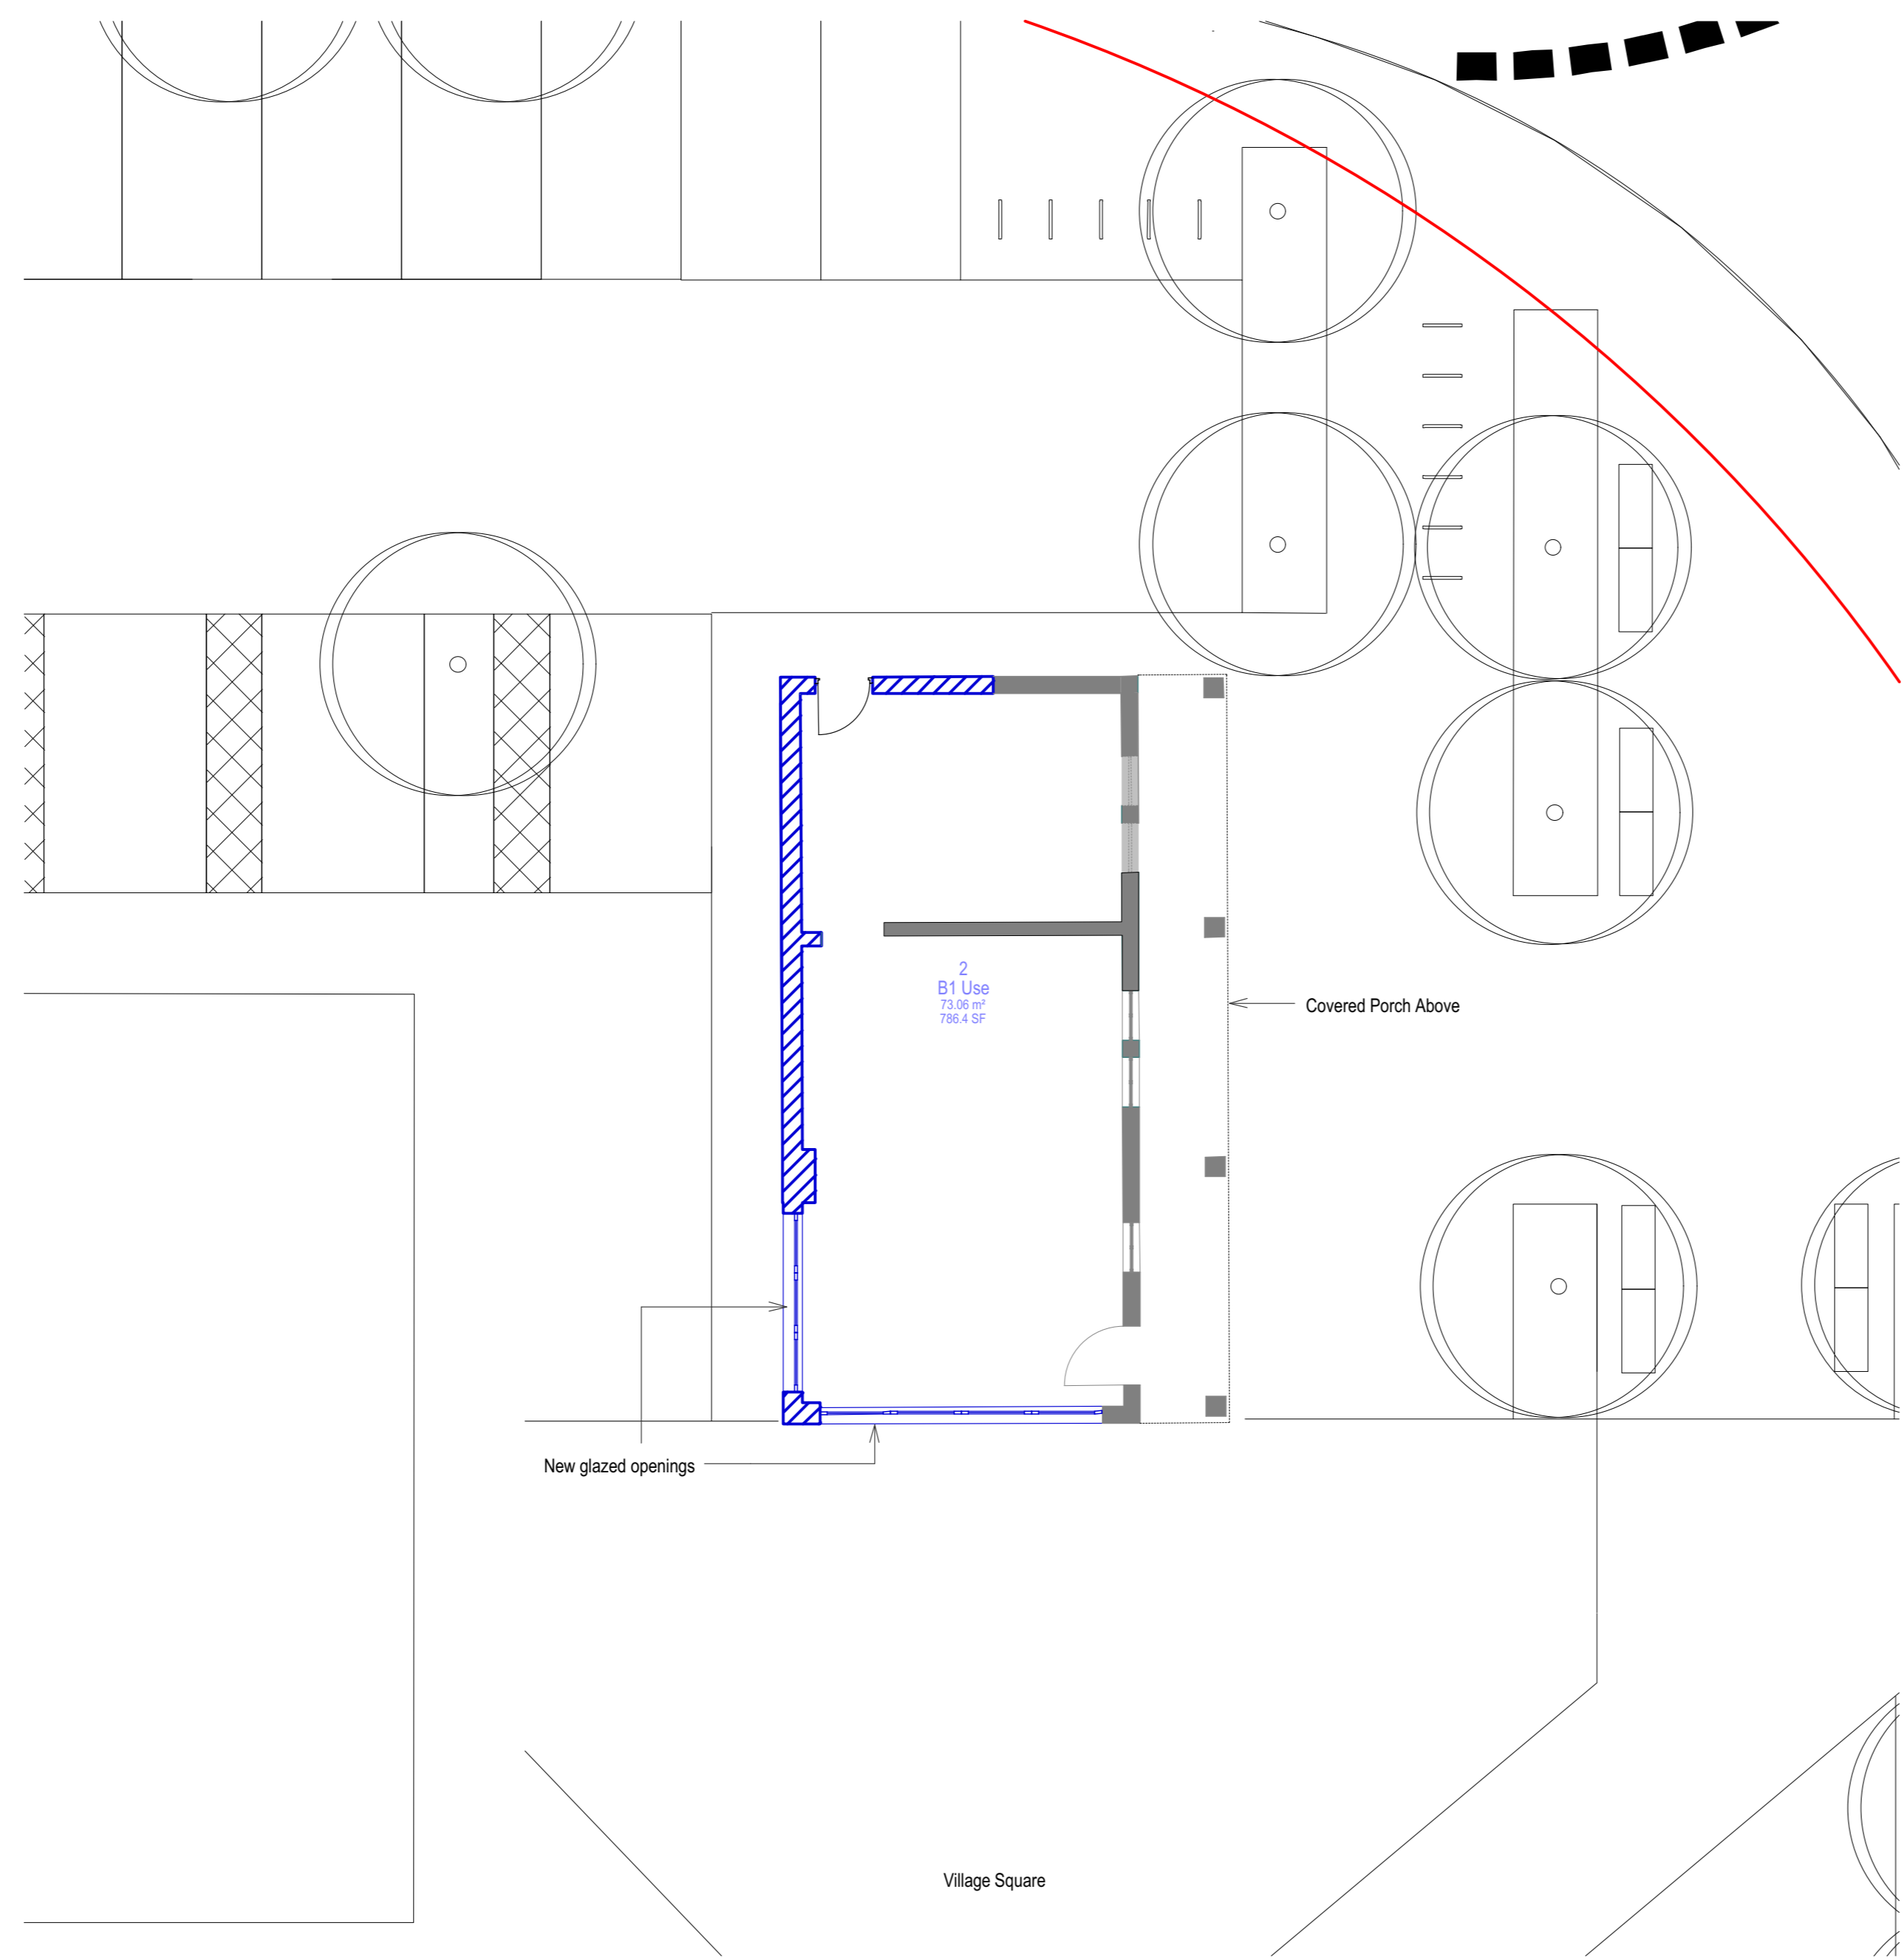 2
B1 Use
73.06 m²
786.4 SF
Covered Porch Above
New glazed openings
Village Square